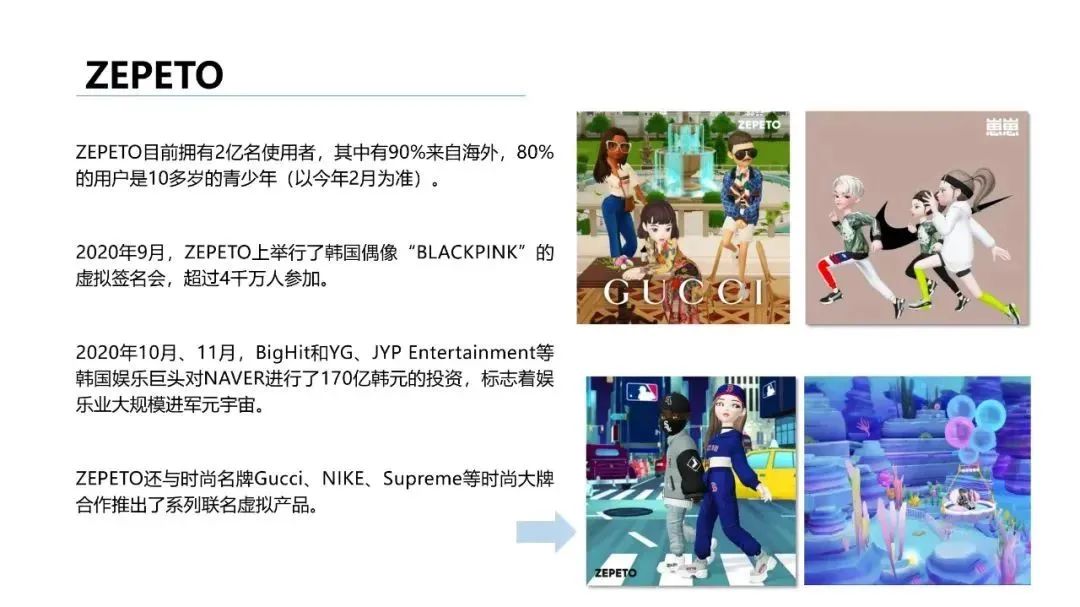 ZEPETO
ZEPETO目前拥有2亿名使用者，其中有90%来自海外，80%
的用户是10多岁的青少年（以今年2月为准）。
2020年9月，ZEPETO上举行了韩国偶像“BLACKPINK”的
虚拟签名会，超过4千万人参加。
2020年10月、11月，BigHit和YG、JYP Entertainment等
韩国娱乐巨头对NAVER进行了170亿韩元的投资，标志着娱
乐业大规模进军元宇宙。
ZEPETO还与时尚名牌Gucci、NIKE、Supreme等时尚大牌
合作推出了系列联名虚拟产品。
ZEPETO
GUCCI
崽崽
ZEPETO